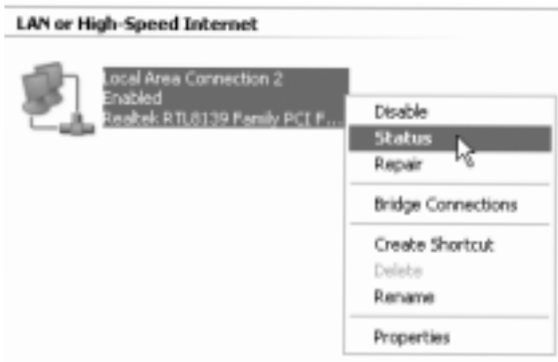 LAN or High-Speed Internet
Local Area Connection 2
Enabled
Realtek RTL8139 Family PCI F...
Disable
Status
Repair
Bridge Connections
Create Shortcut
Delete
Rename
Properties